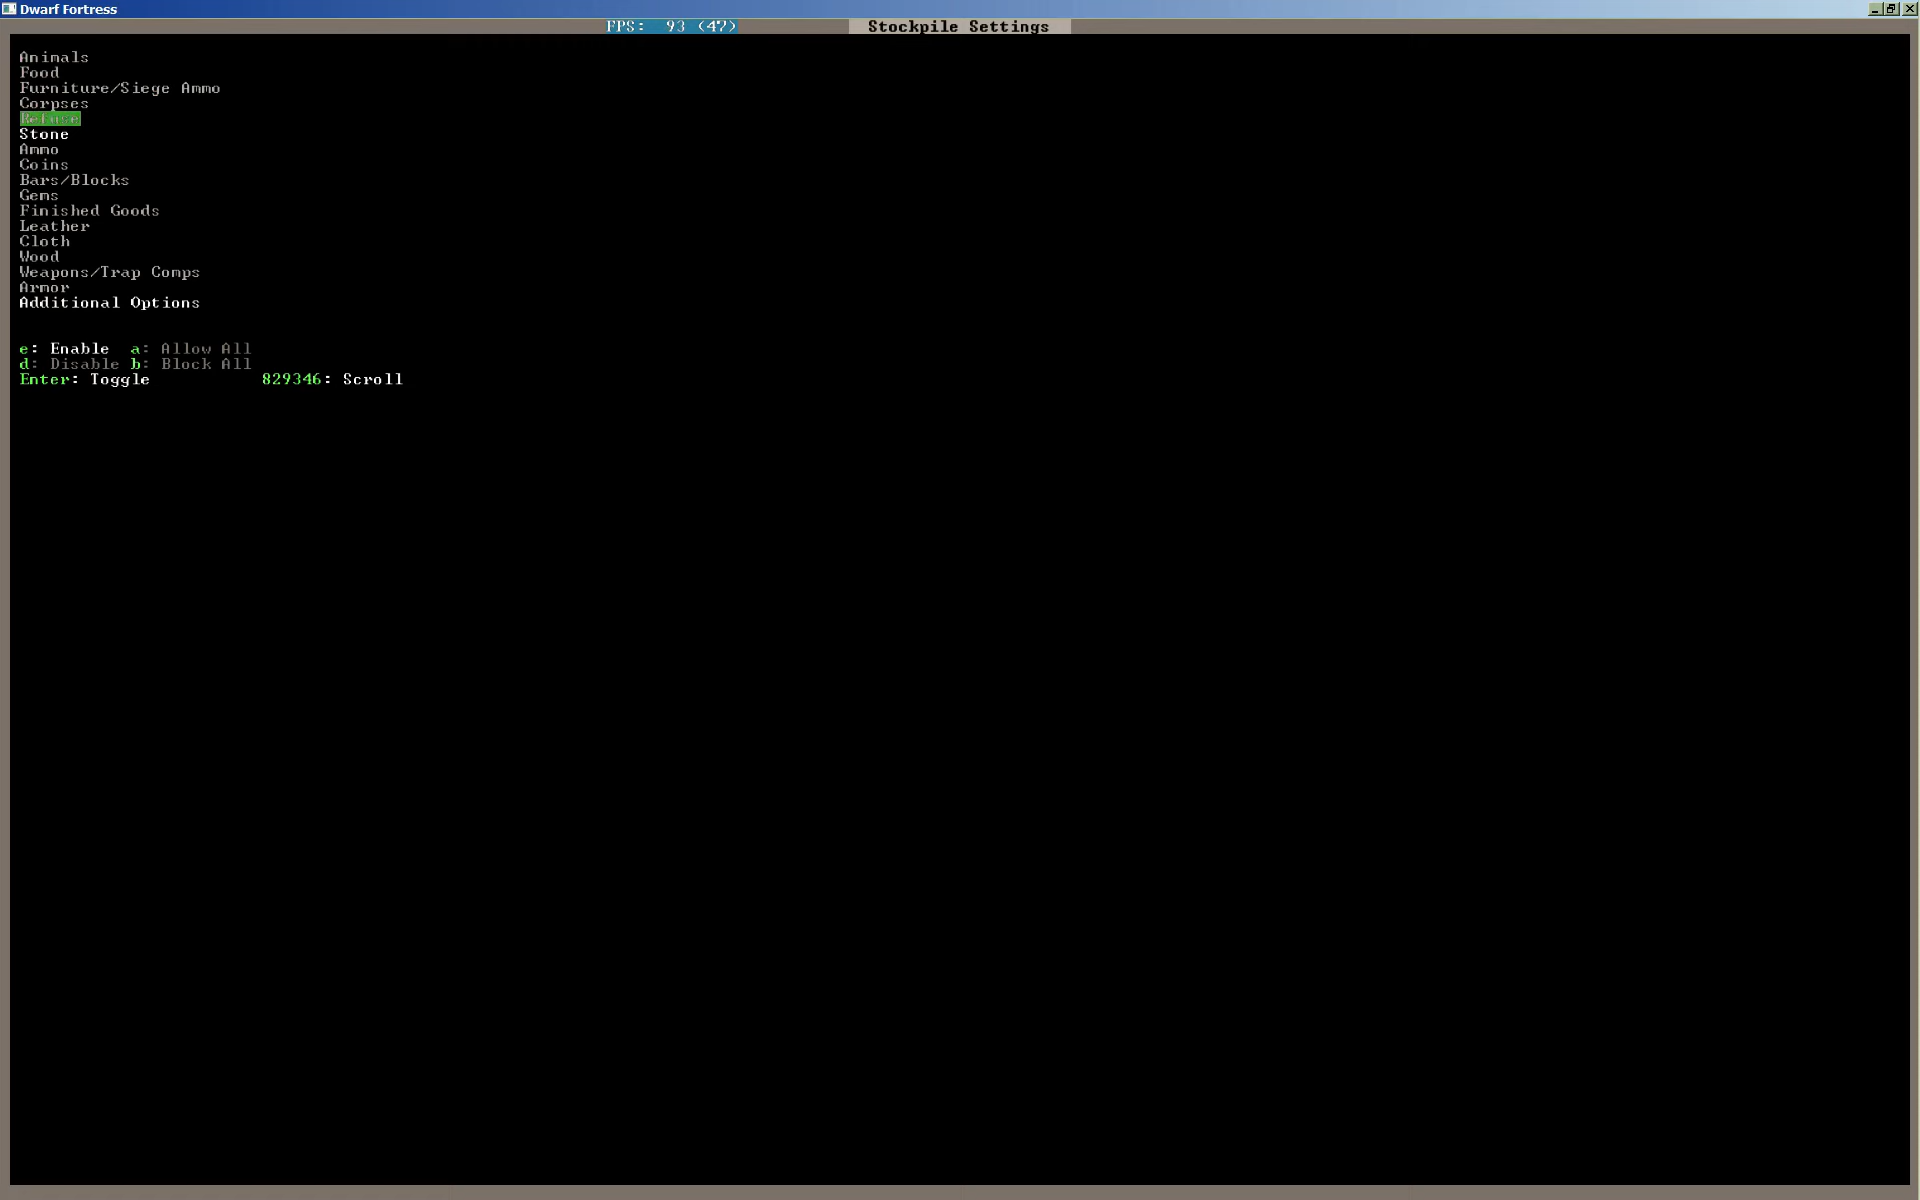 Dwarf Fortress
FPS: 93 (47)
Stockpile Settings
Animals
Food
Furniture/Siege Ammo
Corpses
Refuse
Stone
Ammo
Coins
Bars/Blocks
Gems
Finished Goods
Leather
Cloth
Wood
Weapons/Trap Comps
Armor
Additional Options
e: Enable a: Allow All
d: Disable b: Block All
Enter: Toggle 829346: Scroll